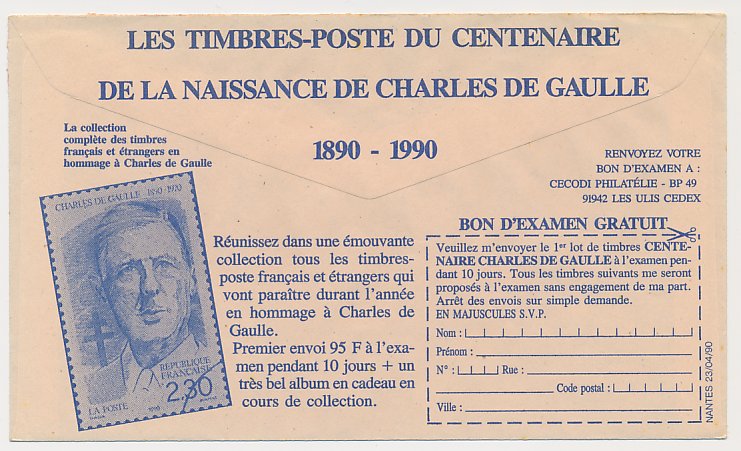 LES TIMBRES-POSTE DU CENTENAIRE
DE LA NAISSANCE DE CHARLES DE GAULLE
1890 - 1990
La collection
complète des timbres
français et étrangers en
hommage à Charles de Gaulle
CHARLES DE GAULLE 1890-1970
REPUBLIQUE
FRANÇAISE
2,30
LA POSTE 1990
Réunissez dans une émouvante
collection tous les timbres-
poste français et étrangers qui
vont paraître durant l'année
en hommage à Charles de
Gaulle.
Premier envoi 95 F à l'exa-
men pendant 10 jours + un
très bel album en cadeau en
cours de collection.
RENVOYEZ VOTRE
BON D'EXAMEN A :
CECODI PHILATÉLIE - BP 49
91942 LES ULIS CEDEX
BON D'EXAMEN GRATUIT
Veuillez m'envoyer le 1er lot de timbres CENTE-
NAIRE CHARLES DE GAULLE à l'examen pen-
dant 10 jours. Tous les timbres suivants me seront
proposés à l'examen sans engagement de ma part.
Arrêt des envois sur simple demande.
EN MAJUSCULES S.V.P.
Nom :
Prénom :
N° : Rue :
Code postal :
Ville :
NANTES 23/04/90